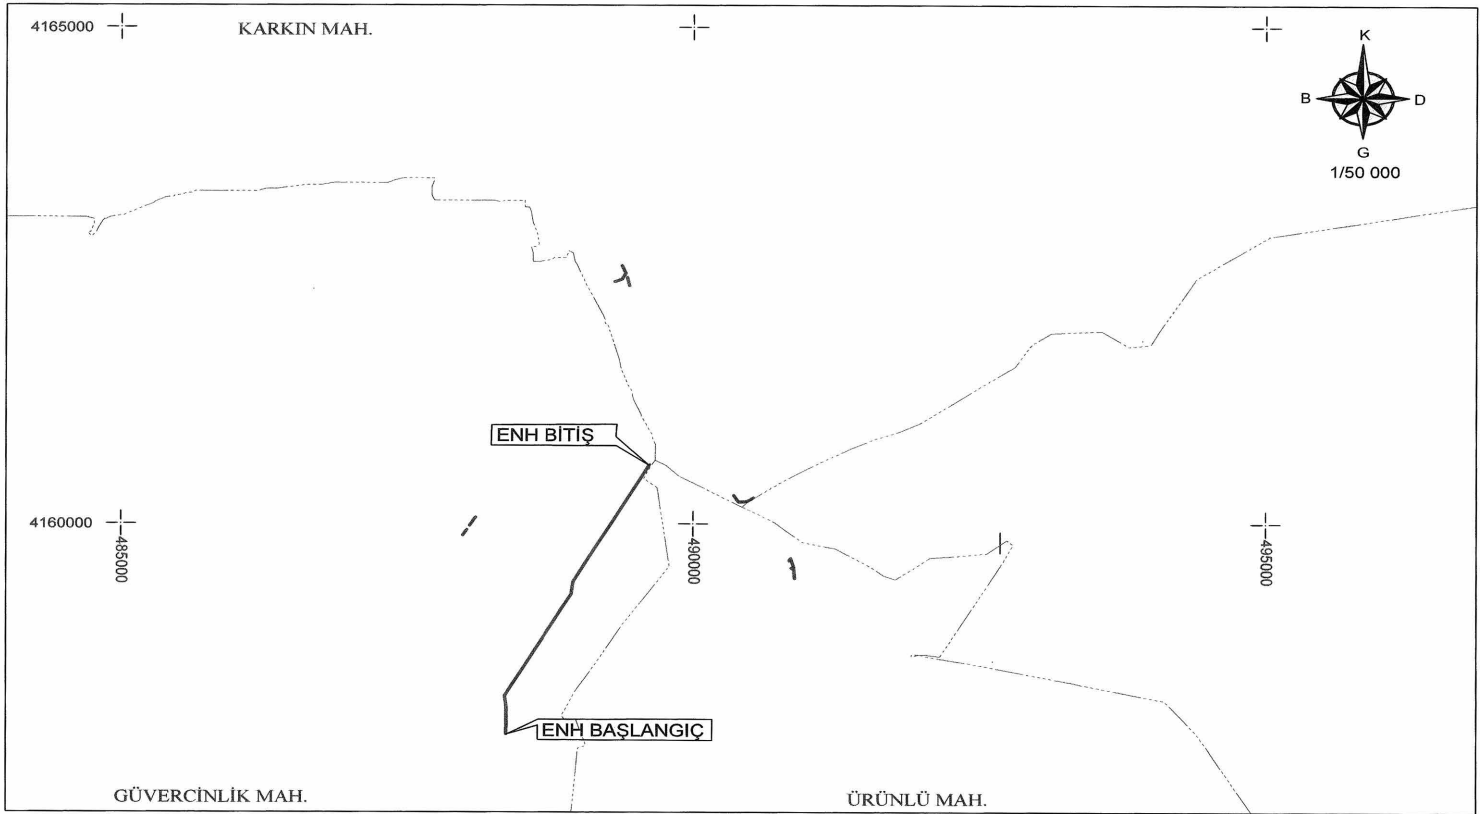 4165000
KARKIN MAH.
K
B
D
G
1/50 000
ENH BİTİŞ
4160000
485000
490000
495000
ENH BAŞLANGIÇ
GÜVERCİNLİK MAH.
ÜRÜNLÜ MAH.